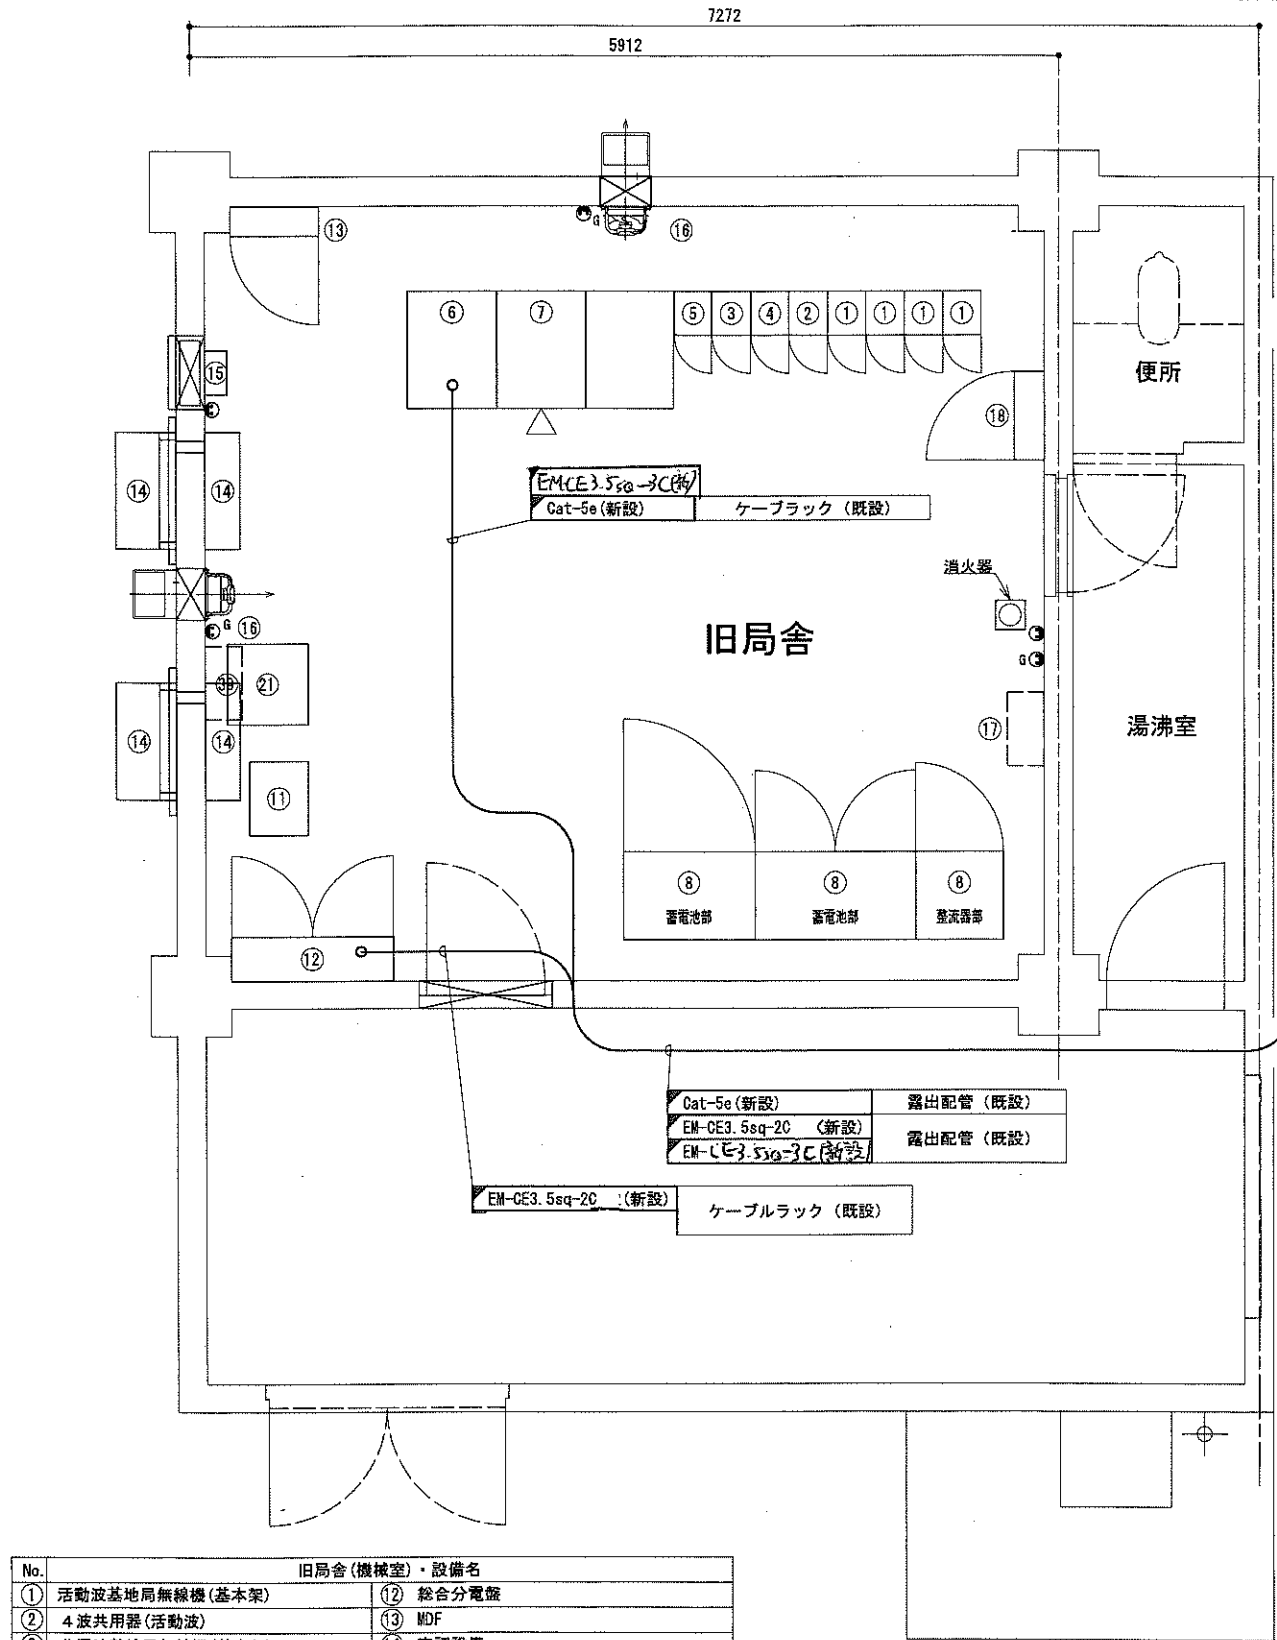 7272
5912
⑬
G
⑯
⑥
⑦
⑤
③
④
②
①
①
①
①
便所
⑮
⑱
⑭
⑭
EM-CE3.5sq-3C(新)
Cat-5e(新設)
ケーブラック（既設）
消火器
旧局舎
G
⑯
G
㉑
⑭
⑭
⑰
湯沸室
⑪
⑧
⑧
⑧
蓄電池部
蓄電池部
整流器部
⑫
Cat-5e(新設)
露出配管（既設）
EM-CE3.5sq-2C （新設）
露出配管（既設）
EM-CE3.5sq-3C(新設)
EM-CE3.5sq-2C （新設）
ケーブルラック（既設）
No. 旧局舎(機械室)・設備名
① 活動波基地局無線機(基本架) ⑫ 総合分電盤
② 4波共用器(活動波) ⑬ MDF